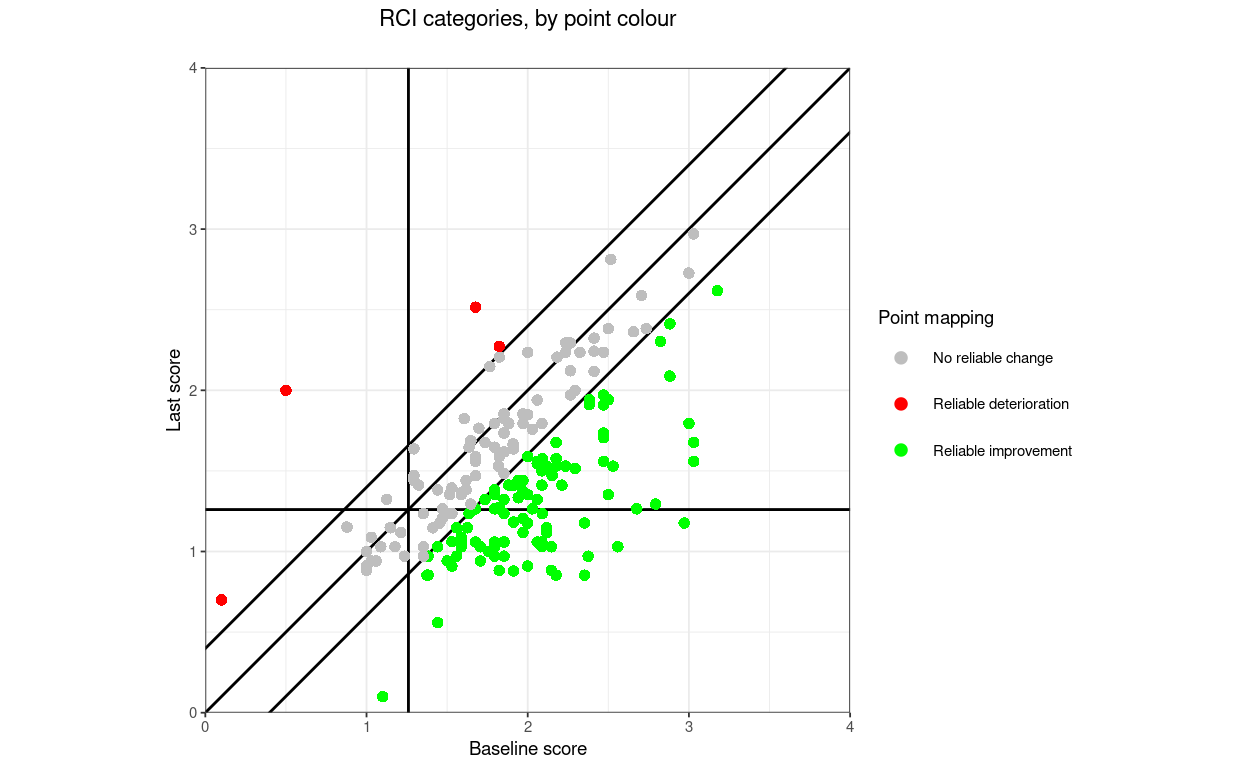 RCI categories, by point colour
4
3
2
1
0
Last score
0 1 2 3 4
Baseline score
Point mapping
No reliable change
Reliable deterioration
Reliable improvement